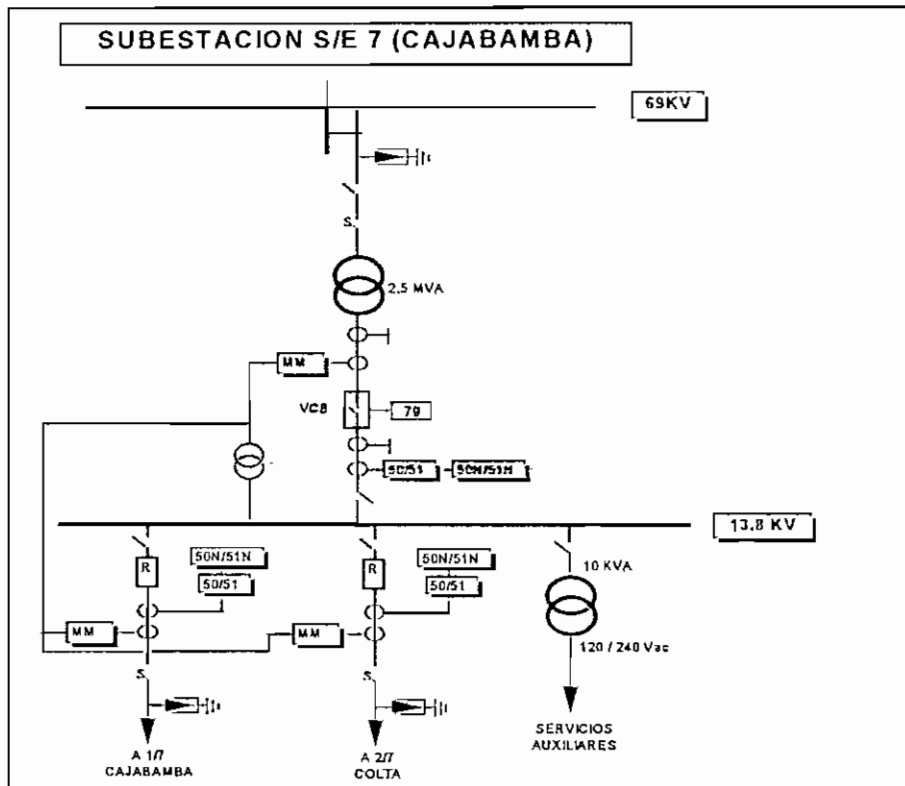 SUBESTACION S/E 7 (CAJABAMBA)
69KV
S.
2,5 MVA
MM
VCB
79
50/51
50N/51N
13,8 KV
R
50N/51N
50/51
R
50N/51N
50/51
10 KVA
MM
MM
120 / 240 Vac
S.
S.
A 1/7
CAJABAMBA
A 2/7
COLTA
SERVICIOS
AUXILIARES